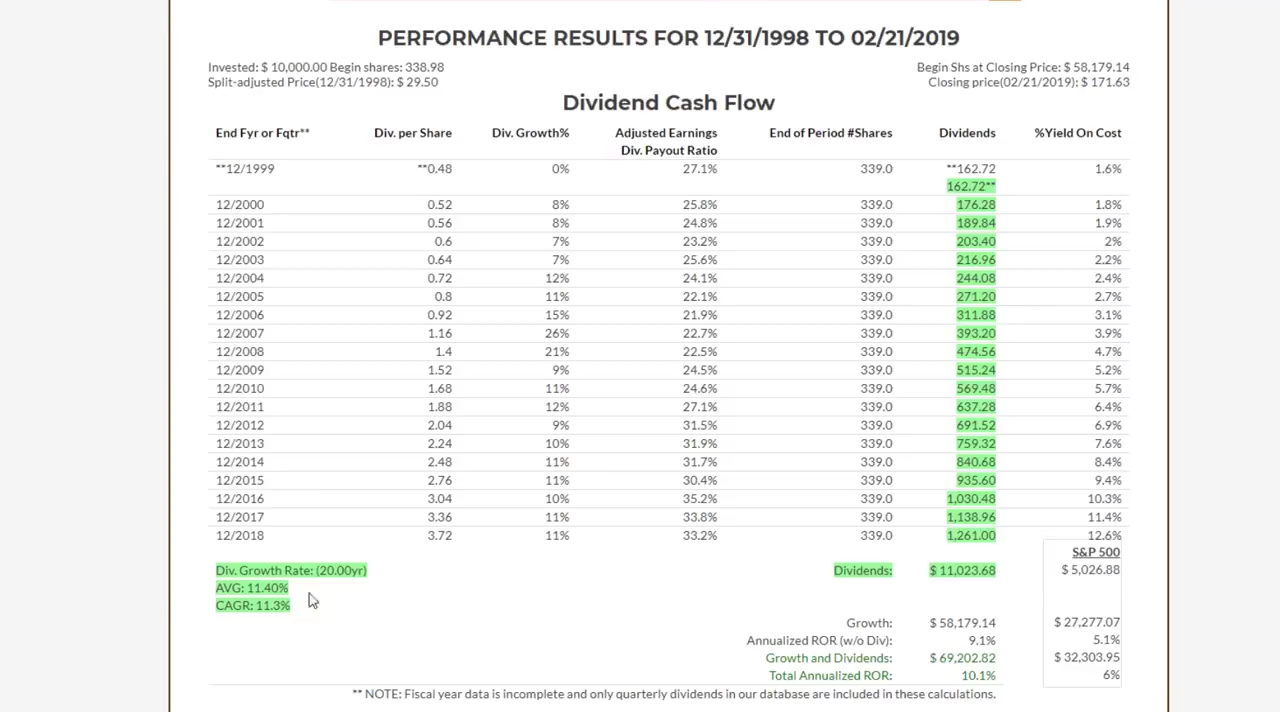 PERFORMANCE RESULTS FOR 12/31/1998 TO 02/21/2019
Invested: $ 10,000.00 Begin shares: 338.98 Begin Shs at Closing Price: $ 58,179.14
Split-adjusted Price(12/31/1998): $ 29.50 Closing price(02/21/2019): $ 171.63
Dividend Cash Flow
End Fyr or Fqtr** Div. per Share Div. Growth% Adjusted Earnings End of Period #Shares Dividends %Yield On Cost
Div. Payout Ratio
**12/1999 **0.48 0% 27.1% 339.0 **162.72 1.6%
162.72**
12/2000 0.52 8% 25.8% 339.0 176.28 1.8%
12/2001 0.56 8% 24.8% 339.0 189.84 1.9%
12/2002 0.6 7% 23.2% 339.0 203.40 2%
12/2003 0.64 7% 25.6% 339.0 216.96 2.2%
12/2004 0.72 12% 24.1% 339.0 244.08 2.4%
12/2005 0.8 11% 22.1% 339.0 271.20 2.7%
12/2006 0.92 15% 21.9% 339.0 311.88 3.1%
12/2007 1.16 26% 22.7% 339.0 393.20 3.9%
12/2008 1.4 21% 22.5% 339.0 474.56 4.7%
12/2009 1.52 9% 24.5% 339.0 515.24 5.2%
12/2010 1.68 11% 24.6% 339.0 569.48 5.7%
12/2011 1.88 12% 27.1% 339.0 637.28 6.4%
12/2012 2.04 9% 31.5% 339.0 691.52 6.9%
12/2013 2.24 10% 31.9% 339.0 759.32 7.6%
12/2014 2.48 11% 31.7% 339.0 840.68 8.4%
12/2015 2.76 11% 30.4% 339.0 935.60 9.4%
12/2016 3.04 10% 35.2% 339.0 1,030.48 10.3%
12/2017 3.36 11% 33.8% 339.0 1,138.96 11.4%
12/2018 3.72 11% 33.2% 339.0 1,261.00 12.6%
S&P 500
Div. Growth Rate: (20.00yr) Dividends: $ 11,023.68 $ 5,026.88
AVG: 11.40%
CAGR: 11.3%
Growth: $ 58,179.14 $ 27,277.07
Annualized ROR (w/o Div): 9.1% 5.1%
Growth and Dividends: $ 69,202.82 $ 32,303.95
Total Annualized ROR: 10.1% 6%
** NOTE: Fiscal year data is incomplete and only quarterly dividends in our database are included in these calculations.